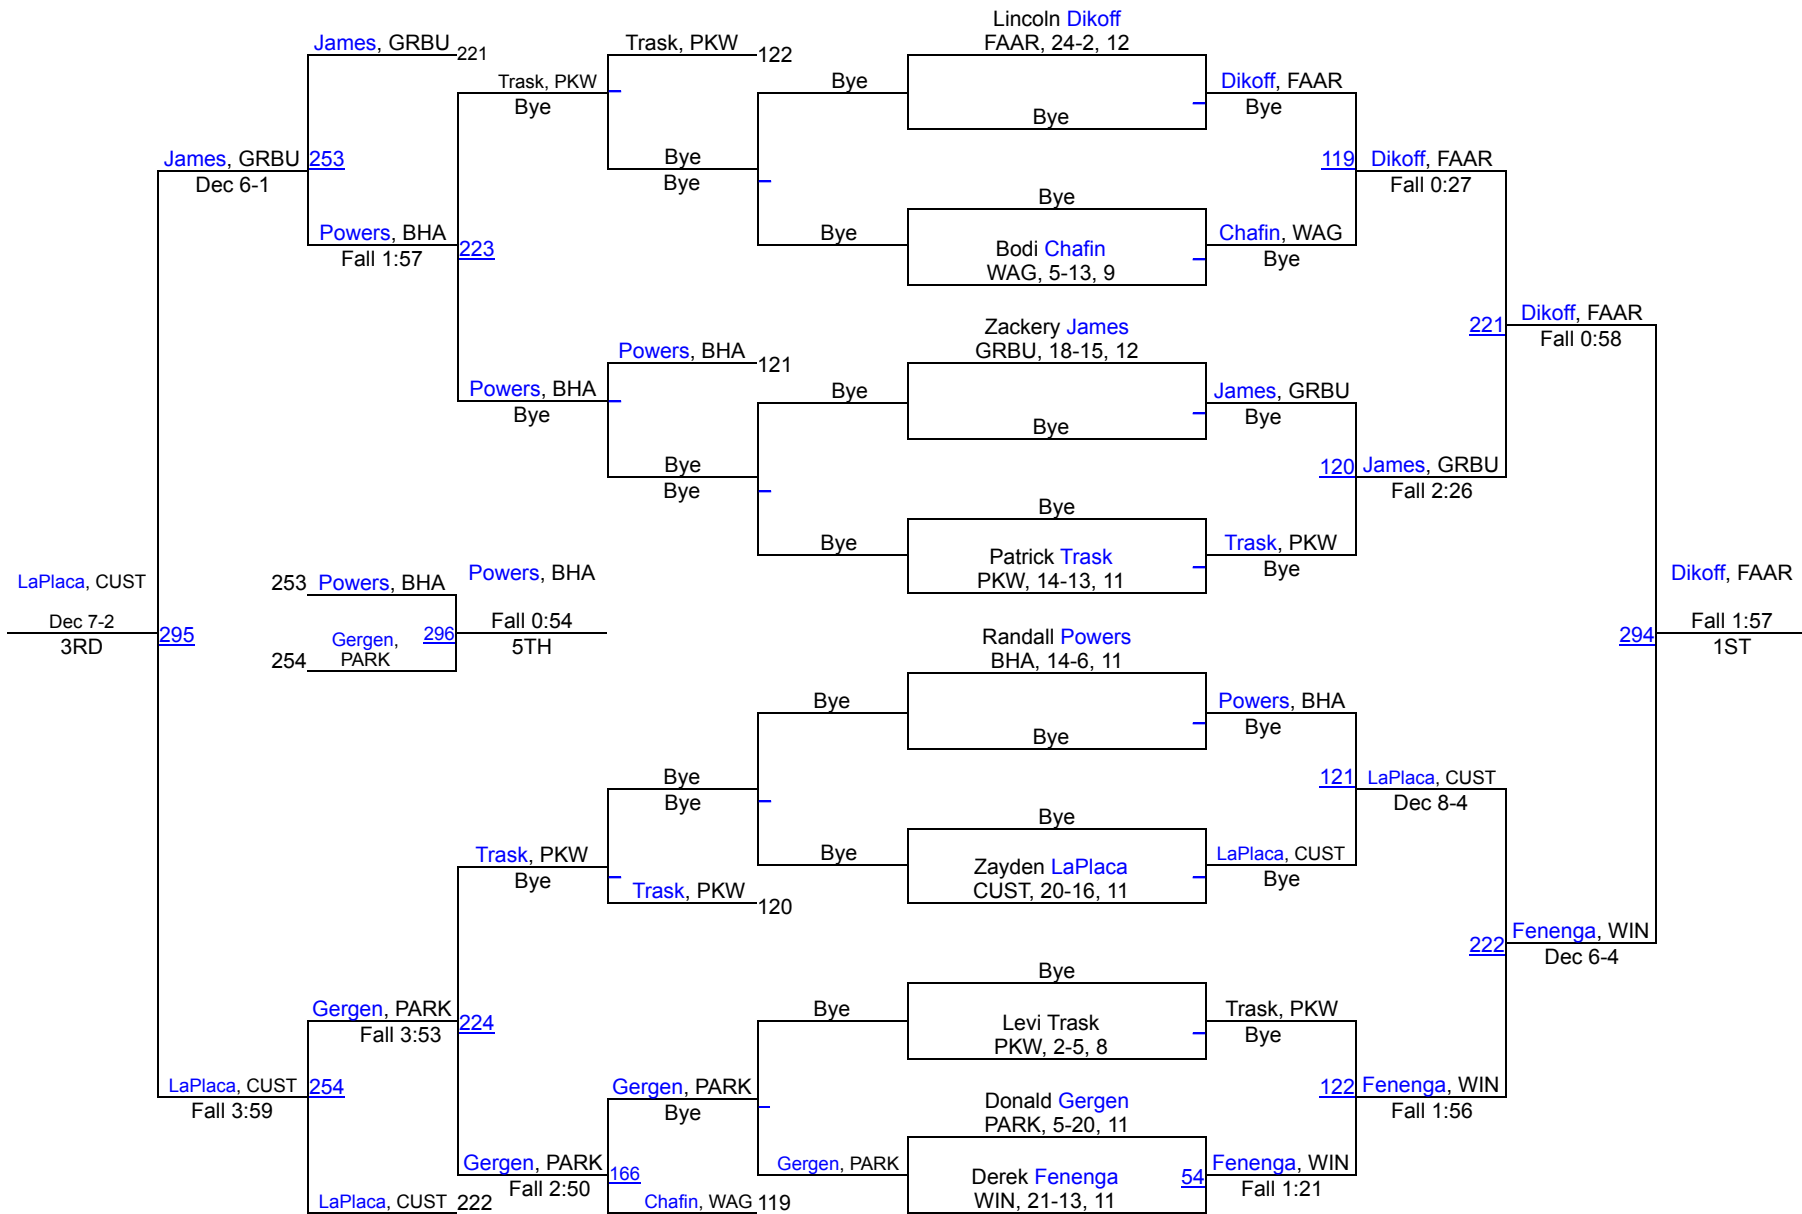 Lincoln Dikoff
FAAR, 24-2, 12
Bye
Bye
Bodi Chafin
WAG, 5-13, 9
Zackery James
GRBU, 18-15, 12
Bye
Bye
Patrick Trask
PKW, 14-13, 11
Randall Powers
BHA, 14-6, 11
Bye
Bye
Zayden LaPlaca
CUST, 20-16, 11
Bye
Levi Trask
PKW, 2-5, 8
Donald Gergen
PARK, 5-20, 11
Derek Fenenga
WIN, 21-13, 11
54
Dikoff, FAAR
Bye
Chafin, WAG
Bye
James, GRBU
Bye
Trask, PKW
Bye
Powers, BHA
Bye
LaPlaca, CUST
Bye
Trask, PKW
Bye
Fenenga, WIN
Fall 1:21
119
Dikoff, FAAR
Fall 0:27
120
James, GRBU
Fall 2:26
121
LaPlaca, CUST
Dec 8-4
122
Fenenga, WIN
Fall 1:56
221
Dikoff, FAAR
Fall 0:58
222
Fenenga, WIN
Dec 6-4
294
Dikoff, FAAR
Fall 1:57
1ST
Bye
Bye
Bye
Bye
Bye
Bye
Bye
Gergen, PARK
Trask, PKW
122
Bye
Bye
Powers, BHA
121
Bye
Bye
Bye
Bye
Trask, PKW
120
Gergen, PARK
Bye
Chafin, WAG
119
Trask, PKW
Bye
Powers, BHA
Bye
Trask, PKW
Bye
Gergen, PARK
Fall 2:50
166
James, GRBU
221
Powers, BHA
Fall 1:57
223
Gergen, PARK
Fall 3:53
224
LaPlaca, CUST
222
James, GRBU
Dec 6-1
253
LaPlaca, CUST
Fall 3:59
254
LaPlaca, CUST
Dec 7-2
3RD
295
253
Powers, BHA
254
Gergen,
PARK
296
Powers, BHA
Fall 0:54
5TH